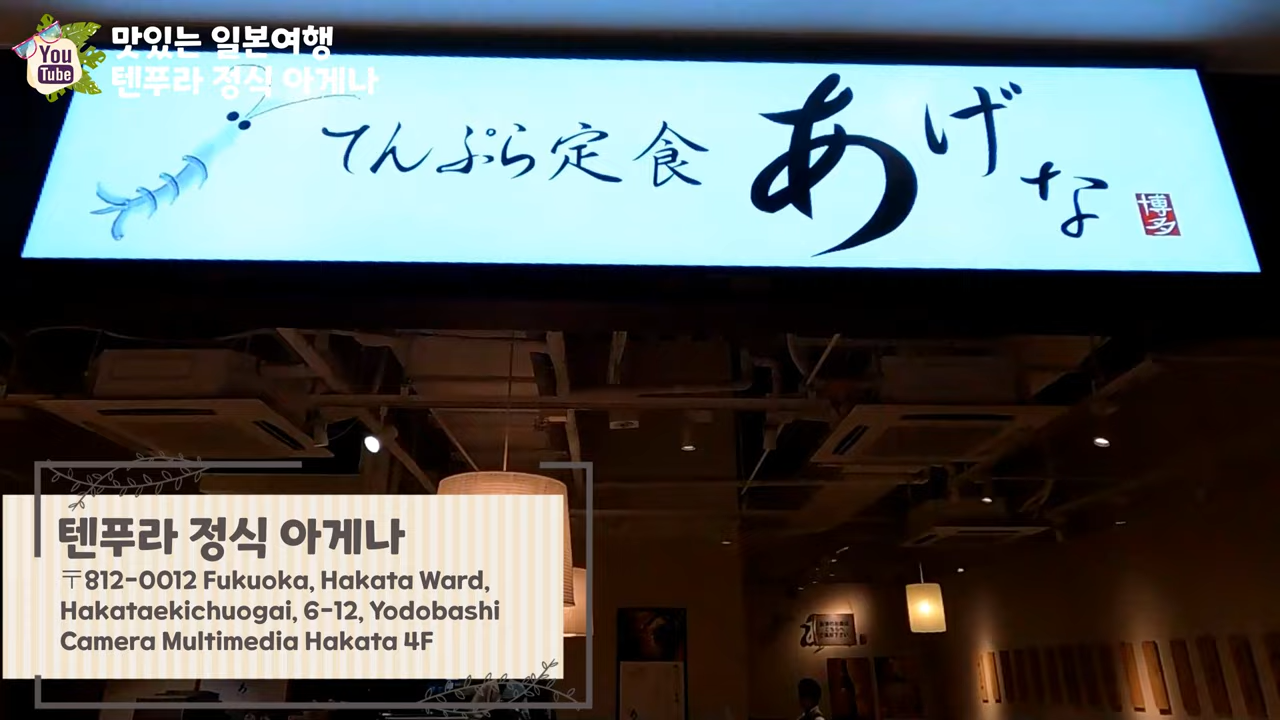 You
Tube
맛있는 일본여행
텐푸라 정식 아게나
てんぷら定食 あげな
博多
텐푸라 정식 아게나
〒812-0012 Fukuoka, Hakata Ward,
Hakataekichuogai, 6-12, Yodobashi
Camera Multimedia Hakata 4F